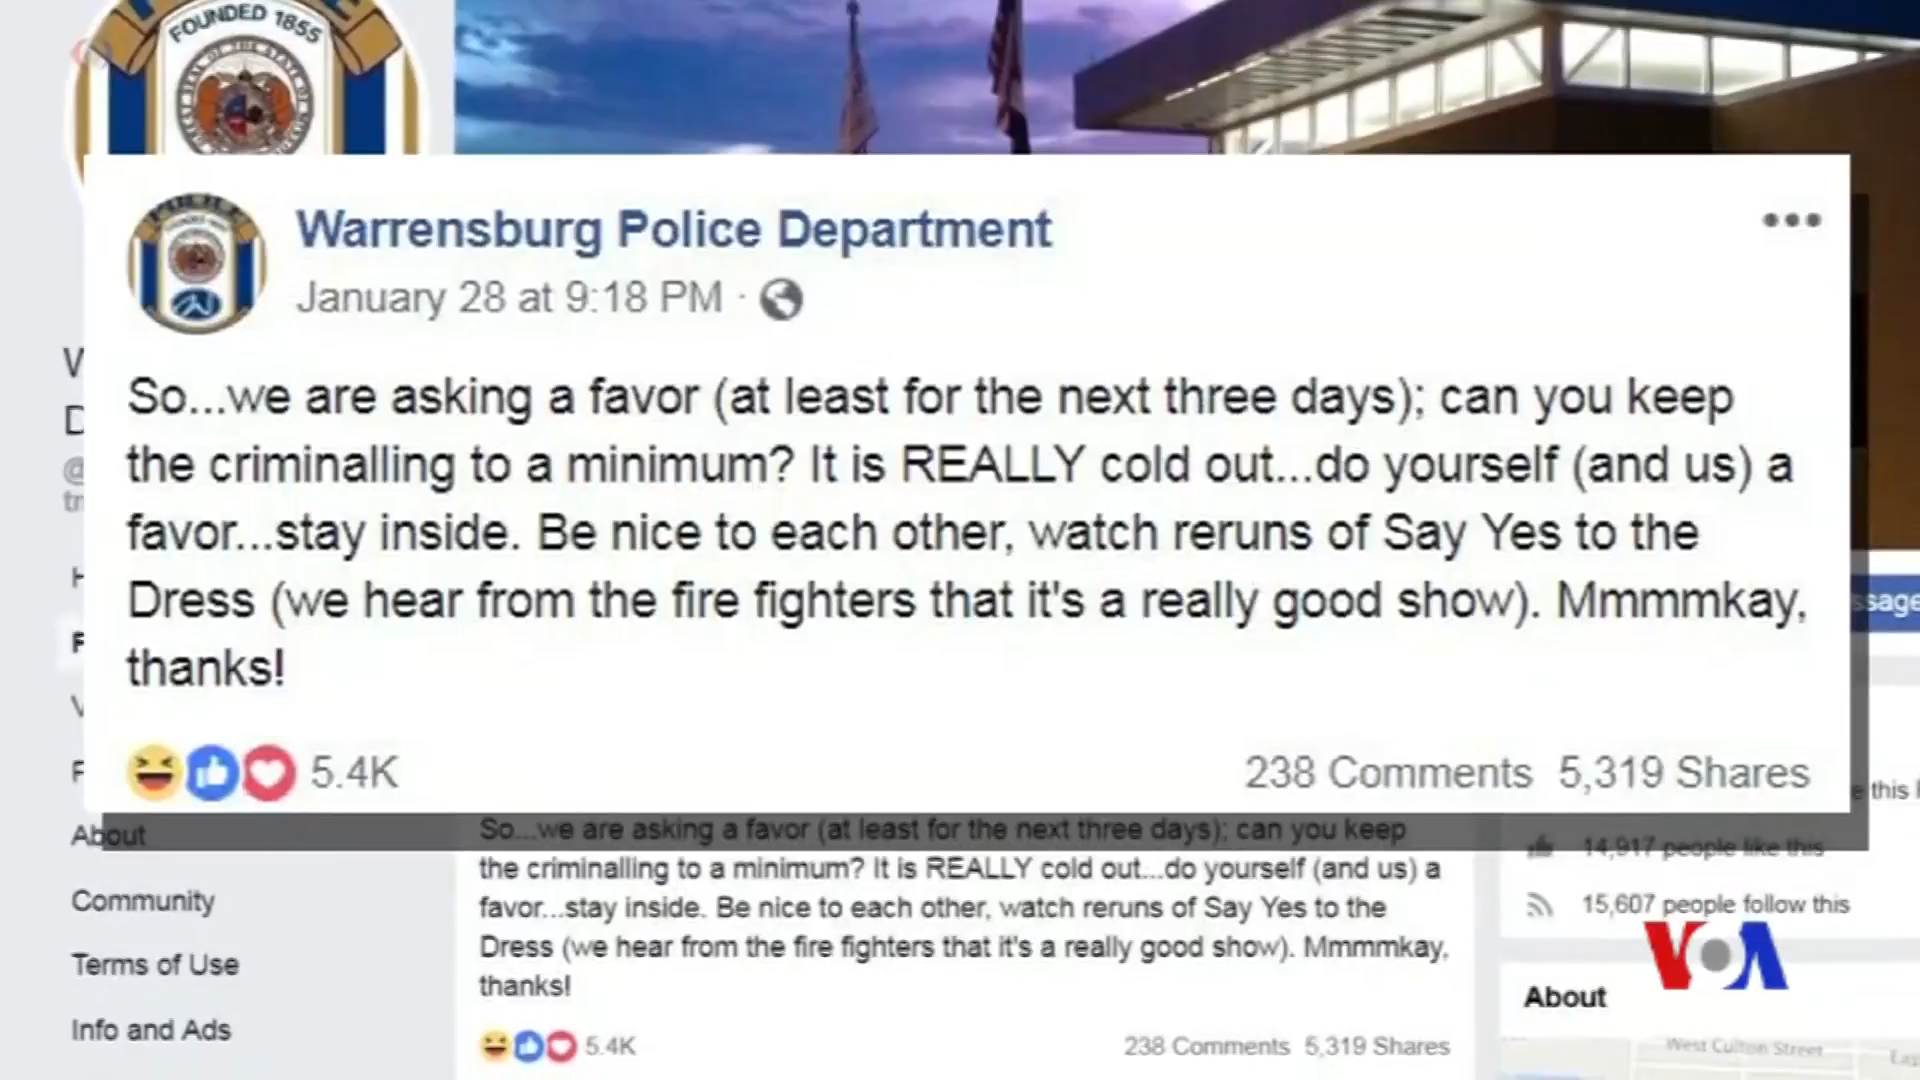 FOUNDED 1855
Warrensburg Police Department
January 28 at 9:18 PM ·
So...we are asking a favor (at least for the next three days); can you keep
the criminalling to a minimum? It is REALLY cold out...do yourself (and us) a
favor...stay inside. Be nice to each other, watch reruns of Say Yes to the
Dress (we hear from the fire fighters that it's a really good show). Mmmmkay,
thanks!
5.4K
238 Comments 5,319 Shares
About
Community
Terms of Use
Info and Ads
So...we are asking a favor (at least for the next three days); can you keep
the criminalling to a minimum? It is REALLY cold out...do yourself (and us) a
favor...stay inside. Be nice to each other, watch reruns of Say Yes to the
Dress (we hear from the fire fighters that it's a really good show). Mmmmkay,
thanks!
5.4K
238 Comments 5,319 Shares
this
14,917 people like this
15,607 people follow this
VOA
About
West Culton Street